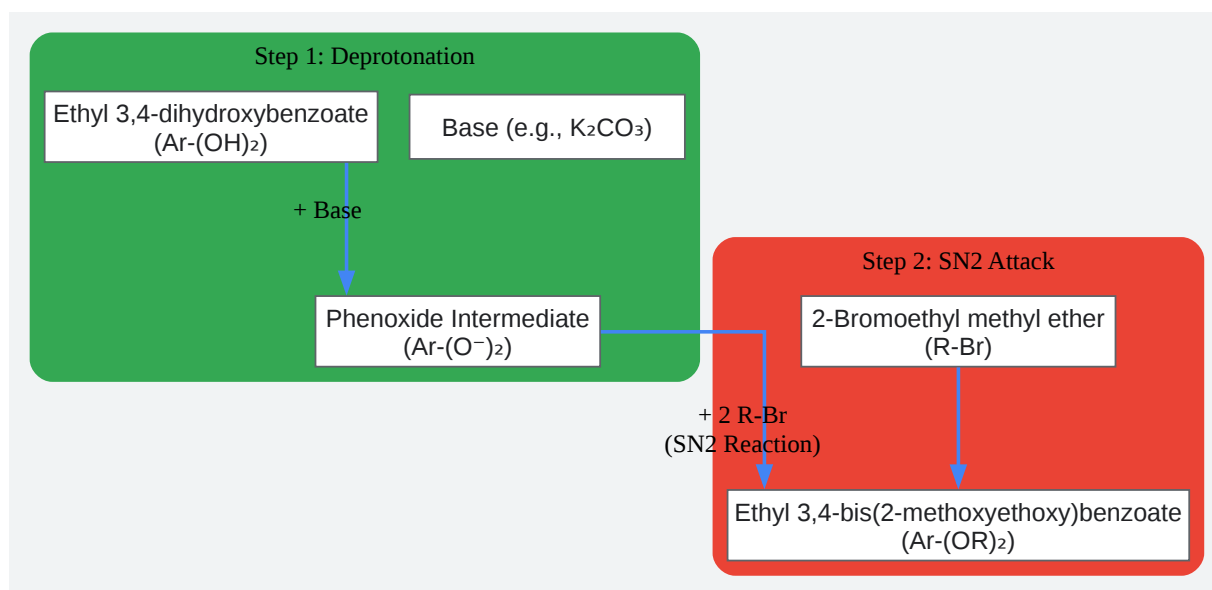 Step 1: Deprotonation
Ethyl 3,4-dihydroxybenzoate
(Ar-(OH)₂)
Base (e.g., K₂CO₃)
+ Base
Phenoxide Intermediate
(Ar-(O⁻)₂)
Step 2: SN2 Attack
2-Bromoethyl methyl ether
(R-Br)
+ 2 R-Br
(SN2 Reaction)
Ethyl 3,4-bis(2-methoxyethoxy)benzoate
(Ar-(OR)₂)